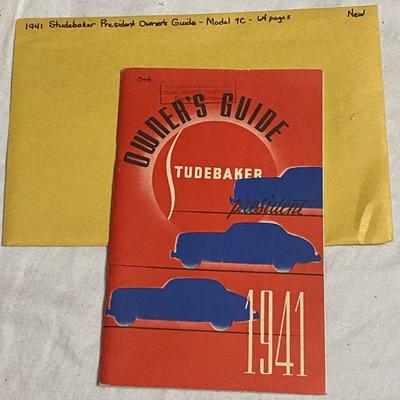 1941 Studebaker President Owner's Guide - Model 7C - 64 pages New
OWNER'S GUIDE
STUDEBAKER
president
1941